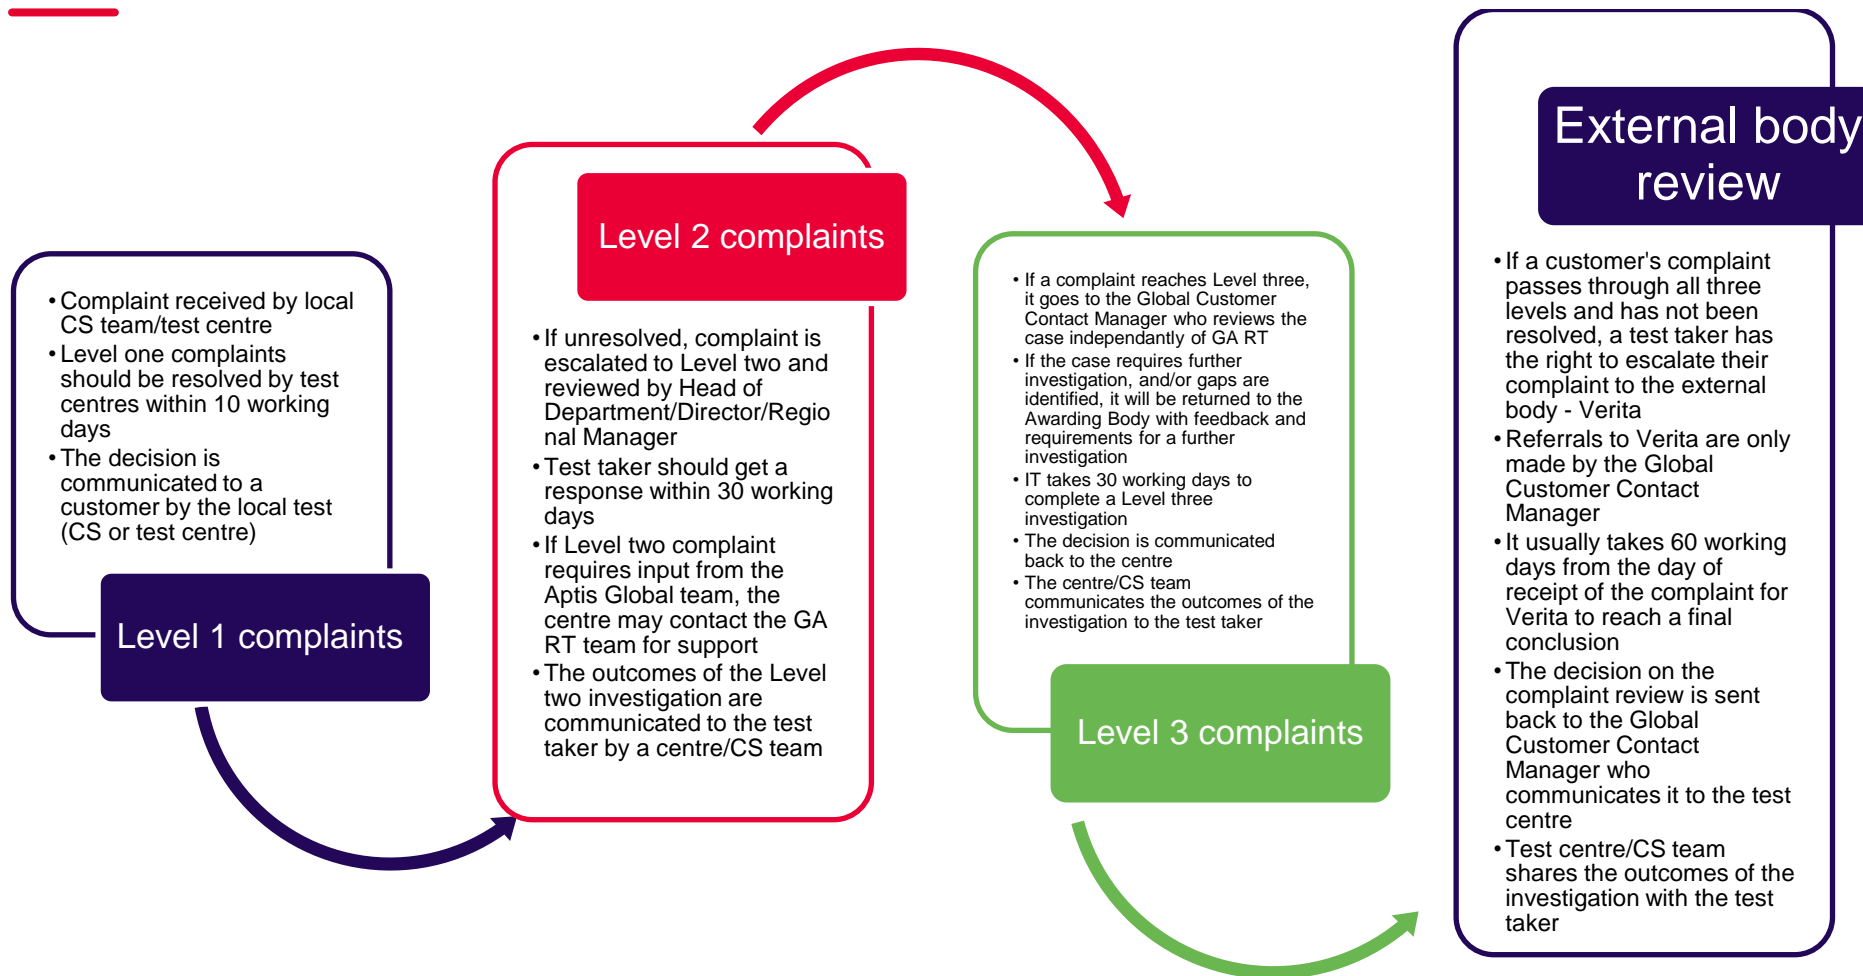 • Complaint received by local
CS team/test centre
• Level one complaints
should be resolved by test
centres within 10 working
days
• The decision is
communicated to a
customer by the local test
(CS or test centre)
Level 1 complaints
Level 2 complaints
• If unresolved, complaint is
escalated to Level two and
reviewed by Head of
Department/Director/Regio
nal Manager
• Test taker should get a
response within 30 working
days
• If Level two complaint
requires input from the
Aptis Global team, the
centre may contact the GA
RT team for support
• The outcomes of the Level
two investigation are
communicated to the test
taker by a centre/CS team
• If a complaint reaches Level three,
it goes to the Global Customer
Contact Manager who reviews the
case independantly of GA RT
• If the case requires further
investigation, and/or gaps are
identified, it will be returned to the
Awarding Body with feedback and
requirements for a further
investigation
• IT takes 30 working days to
complete a Level three
investigation
• The decision is communicated
back to the centre
• The centre/CS team
communicates the outcomes of the
investigation to the test taker
Level 3 complaints
External body
review
• If a customer's complaint
passes through all three
levels and has not been
resolved, a test taker has
the right to escalate their
complaint to the external
body - Verita
• Referrals to Verita are only
made by the Global
Customer Contact
Manager
• It usually takes 60 working
days from the day of
receipt of the complaint for
Verita to reach a final
conclusion
• The decision on the
complaint review is sent
back to the Global
Customer Contact
Manager who
communicates it to the test
centre
• Test centre/CS team
shares the outcomes of the
investigation with the test
taker